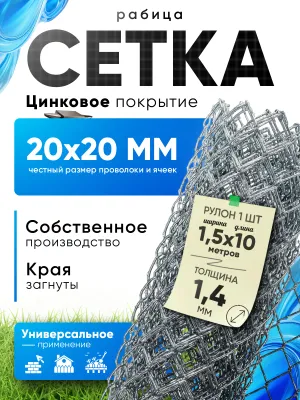 рабица
СЕТКА
Цинковое покрытие
20х20 ММ
честный размер проволоки и ячеек
Собственное
производство
Края
загнуты
РУЛОН 1 ШТ
ширина длина
1,5х10
метров
ТОЛЩИНА
1,4
ММ
Универсальное
применение